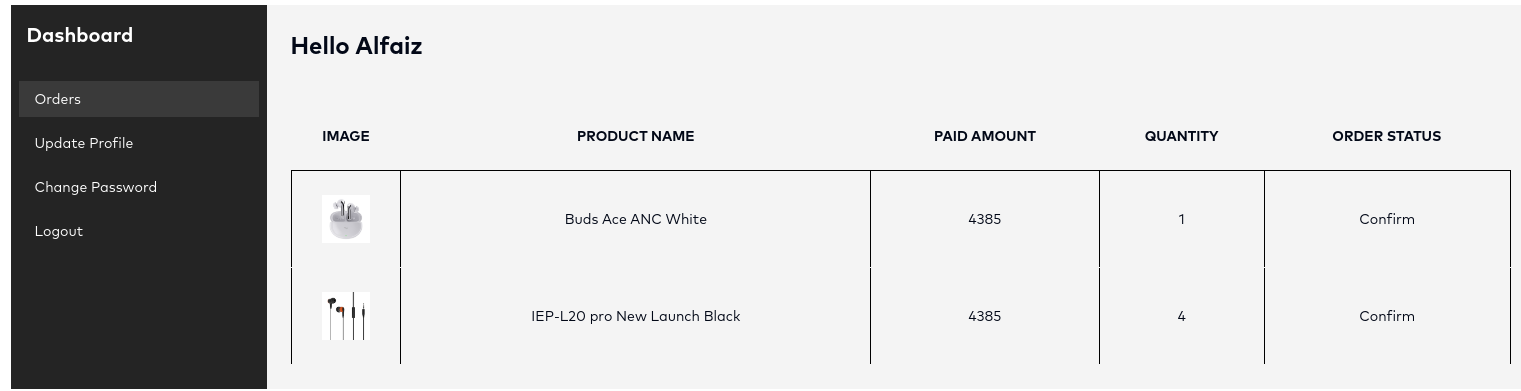 Dashboard
Orders
Update Profile
Change Password
Logout
Hello Alfaiz
IMAGE PRODUCT NAME PAID AMOUNT QUANTITY ORDER STATUS
Buds Ace ANC White 4385 1 Confirm
IEP-L20 pro New Launch Black 4385 4 Confirm